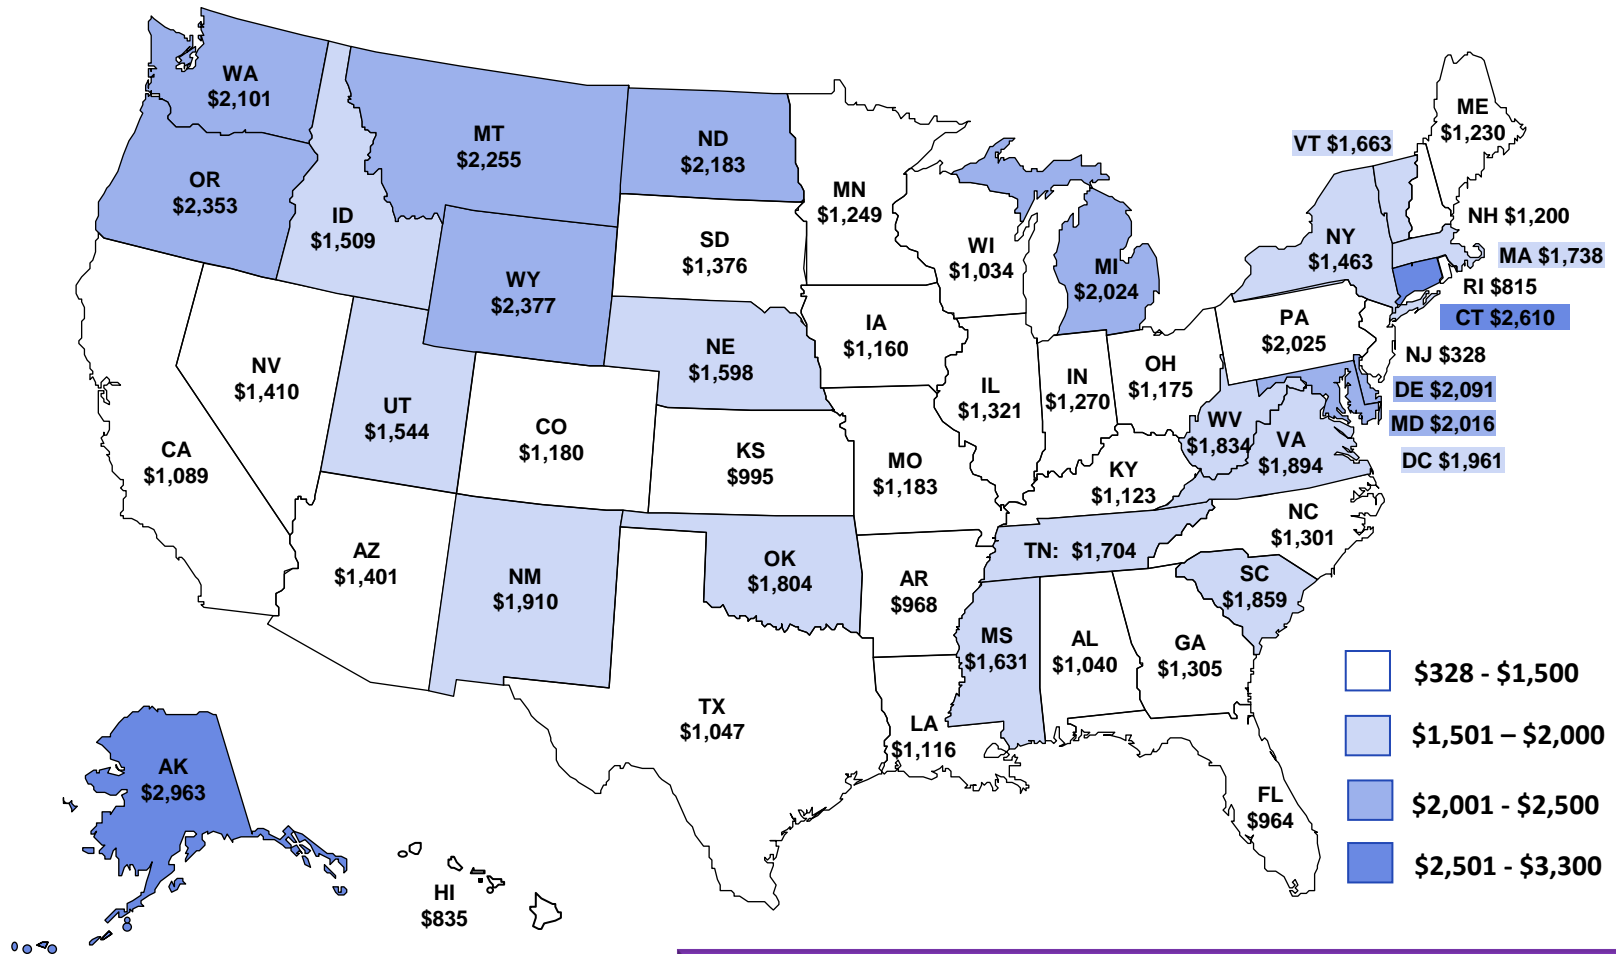 WA
$2,101
OR
$2,353
ID
$1,509
MT
$2,255
ND
$2,183
MN
$1,249
SD
$1,376
WY
$2,377
WI
$1,034
MI
$2,024
VT $1,663
ME
$1,230
NY
$1,463
NH $1,200
MA $1,738
RI $815
CT $2,610
NJ $328
DE $2,091
MD $2,016
DC $1,961
PA
$2,025
IA
$1,160
NE
$1,598
NV
$1,410
UT
$1,544
CO
$1,180
CA
$1,089
KS
$995
MO
$1,183
IL
$1,321
IN
$1,270
OH
$1,175
WV
$1,834
VA
$1,894
KY
$1,123
NC
$1,301
TN: $1,704
SC
$1,859
AZ
$1,401
NM
$1,910
OK
$1,804
AR
$968
MS
$1,631
AL
$1,040
GA
$1,305
TX
$1,047
LA
$1,116
FL
$964
AK
$2,963
HI
$835
$328 - $1,500
$1,501 – $2,000
$2,001 - $2,500
$2,501 - $3,300